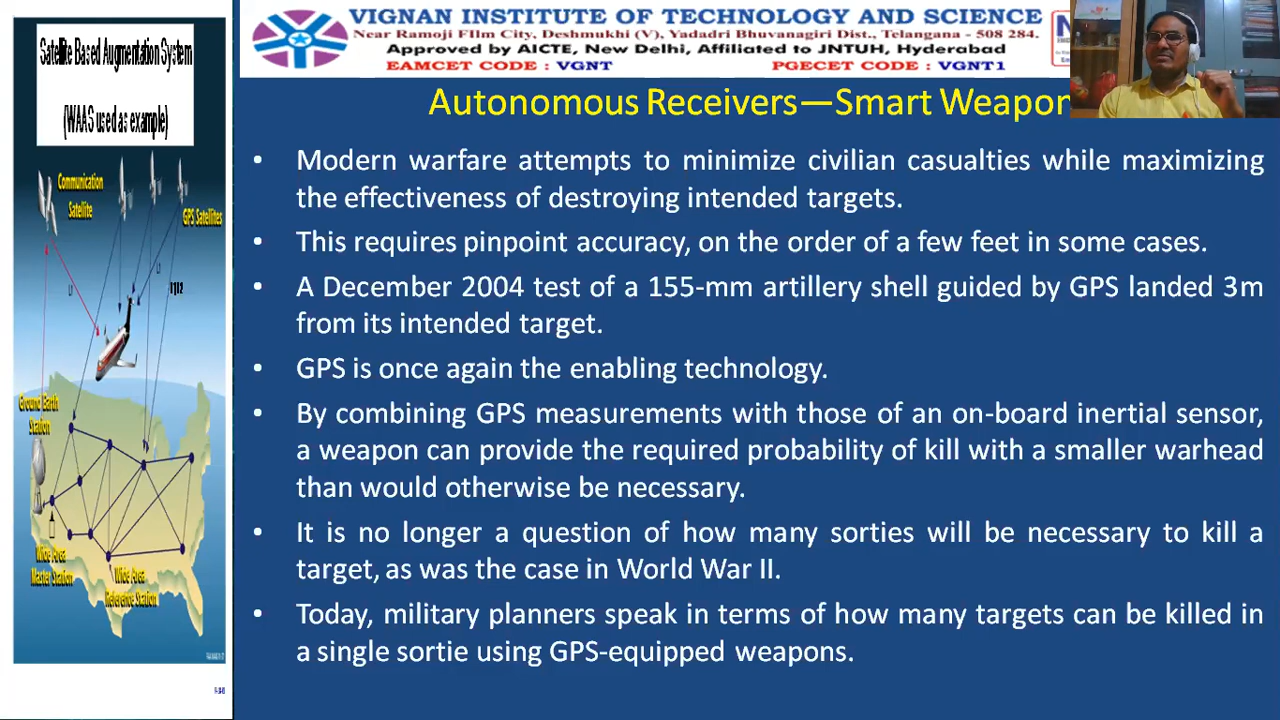 Satellite Based Augmentation System
(WAAS used as example)
Communication
Satellite
GPS Satellites
L1
L1
Ground Earth
Station
Wide Area
Master Station
Wide Area
Reference Station
VIGNAN INSTITUTE OF TECHNOLOGY AND SCIENCE
Near Ramoji FIlm City, Deshmukhi (V), Yadadri Bhuvanagiri Dist., Telangana - 508 284.
Approved by AICTE, New Delhi, Affiliated to JNTUH, Hyderabad
EAMCET CODE : VGNT PGECET CODE : VGNT1
Autonomous Receivers—Smart Weapon
• Modern warfare attempts to minimize civilian casualties while maximizing
the effectiveness of destroying intended targets.
• This requires pinpoint accuracy, on the order of a few feet in some cases.
• A December 2004 test of a 155-mm artillery shell guided by GPS landed 3m
from its intended target.
• GPS is once again the enabling technology.
• By combining GPS measurements with those of an on-board inertial sensor,
a weapon can provide the required probability of kill with a smaller warhead
than would otherwise be necessary.
• It is no longer a question of how many sorties will be necessary to kill a
target, as was the case in World War II.
• Today, military planners speak in terms of how many targets can be killed in
a single sortie using GPS-equipped weapons.